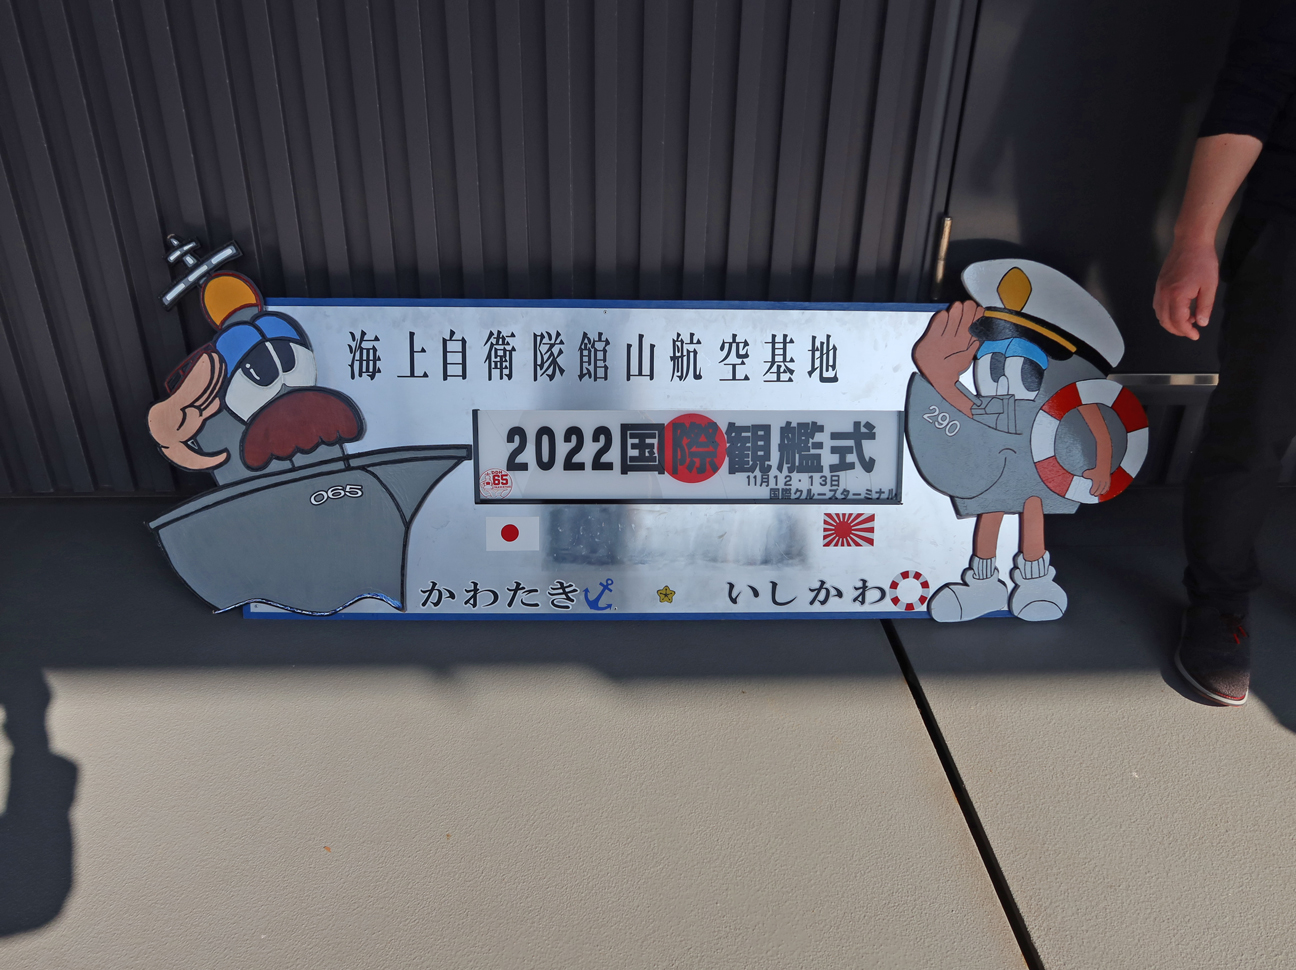 海上自衛隊館山航空基地
2022国際観艦式
11月12・13日
国際クルーズターミナル
65
065
290
かわたき
いしかわ